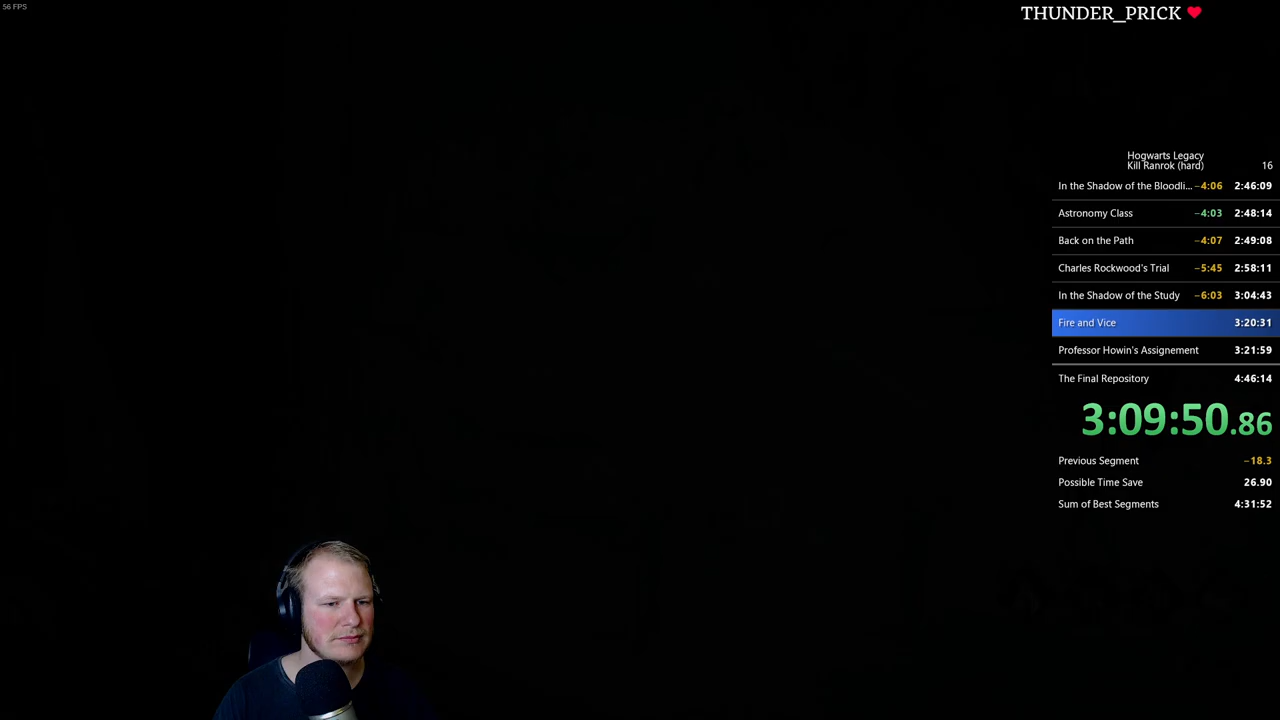 56 FPS
THUNDER_PRICK ❤
Hogwarts Legacy
Kill Ranrok (hard) 16
In the Shadow of the Bloodli... −4:06 2:46:09
Astronomy Class −4:03 2:48:14
Back on the Path −4:07 2:49:08
Charles Rockwood's Trial −5:45 2:58:11
In the Shadow of the Study −6:03 3:04:43
Fire and Vice 3:20:31
Professor Howin's Assignement 3:21:59
The Final Repository 4:46:14
3:09:50.86
Previous Segment −18.3
Possible Time Save 26.90
Sum of Best Segments 4:31:52